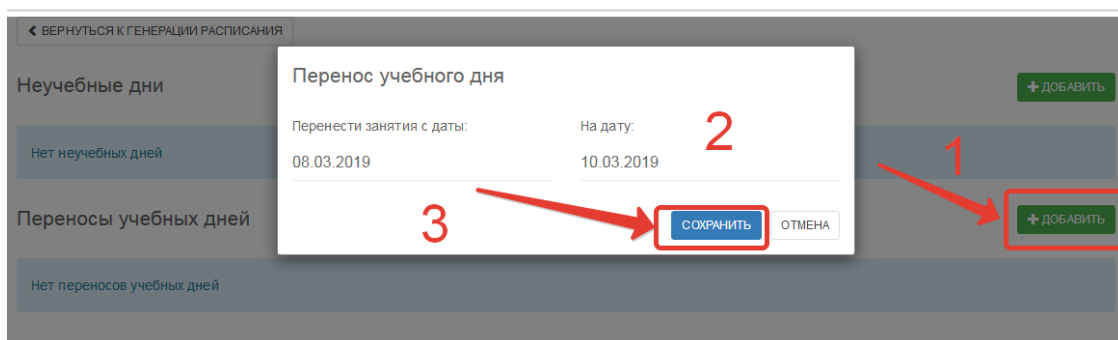 ВЕРНУТЬСЯ К ГЕНЕРАЦИИ РАСПИСАНИЯ
Неучебные дни
+ ДОБАВИТЬ
Нет неучебных дней
Перенос учебного дня
Перенести занятия с даты:
На дату:
2
08.03.2019
10.03.2019
1
Переносы учебных дней
3
СОХРАНИТЬ
ОТМЕНА
+ ДОБАВИТЬ
Нет переносов учебных дней